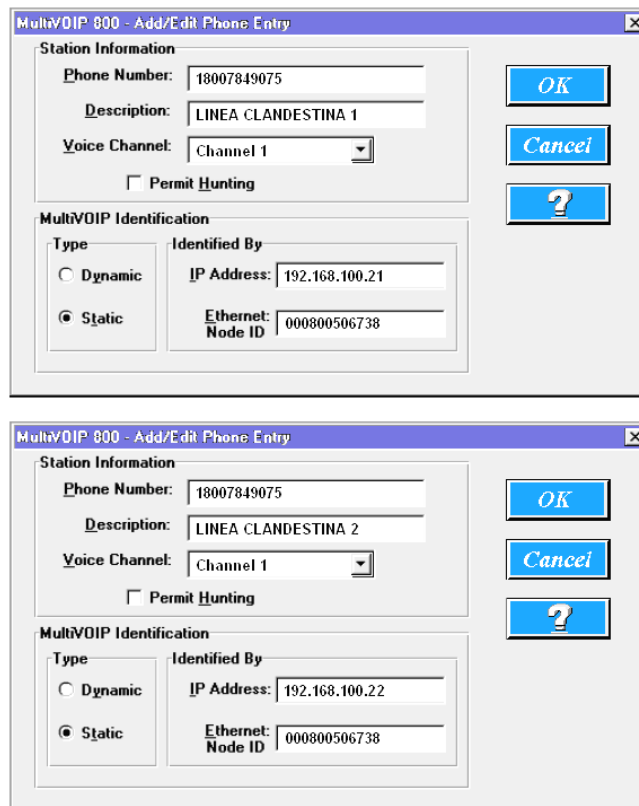 MultiVOIP 800 - Add/Edit Phone Entry
Station Information
Phone Number: 18007849075
Description: LINEA CLANDESTINA 1
Voice Channel: Channel 1
Permit Hunting
OK
Cancel
?
MultiVOIP Identification
Type
Dynamic
Static
Identified By
IP Address: 192.168.100.21
Ethernet: Node ID 000800506738
MultiVOIP 800 - Add/Edit Phone Entry
Station Information
Phone Number: 18007849075
Description: LINEA CLANDESTINA 2
Voice Channel: Channel 1
Permit Hunting
OK
Cancel
?
MultiVOIP Identification
Type
Dynamic
Static
Identified By
IP Address: 192.168.100.22
Ethernet: Node ID 000800506738